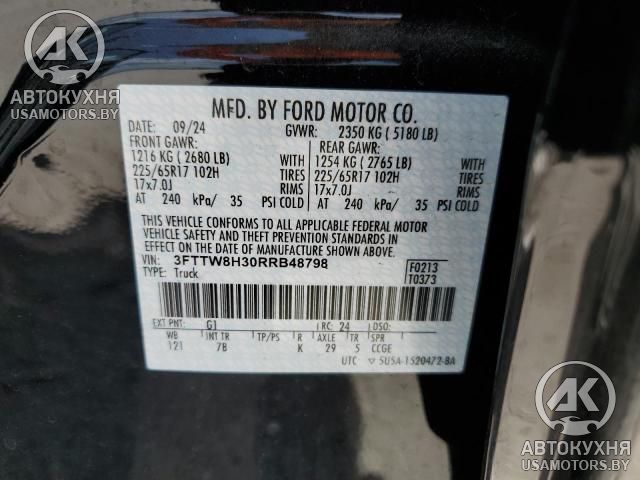 AK
АВТОКУХНЯ
USAMOTORS.BY
MFD. BY FORD MOTOR CO.
DATE: 09/24 GVWR: 2350 KG ( 5180 LB)
FRONT GAWR: REAR GAWR:
1216 KG ( 2680 LB) WITH 1254 KG ( 2765 LB) WITH
225/65R17 102H TIRES 225/65R17 102H TIRES
17x7.0J RIMS 17x7.0J RIMS
AT 240 kPa/ 35 PSI COLD AT 240 kPa/ 35 PSI COLD
THIS VEHICLE CONFORMS TO ALL APPLICABLE FEDERAL MOTOR
VEHICLE SAFETY AND THEFT PREVENTION STANDARDS IN EFFECT
ON THE DATE OF MANUFACTURE SHOWN ABOVE.
VIN: 3FTTW8H30RRB48798 F0213
TYPE: Truck T0373
EXT PNT: G1 RC: 24 DSO:
WB INT TR TP/PS R AXLE TR SPR
121 7B K 29 5 CCGE
UTC ▽ 5U5A-1520472-BA
AK
АВТОКУХНЯ
USAMOTORS.BY